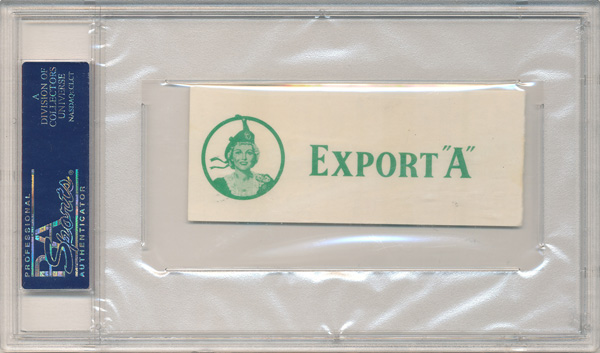 A
DIVISION OF
COLLECTORS
UNIVERSE
NASDAQ: CLCT
PROFESSIONAL
PSA
Sports
AUTHENTICATOR
EXPORT "A"